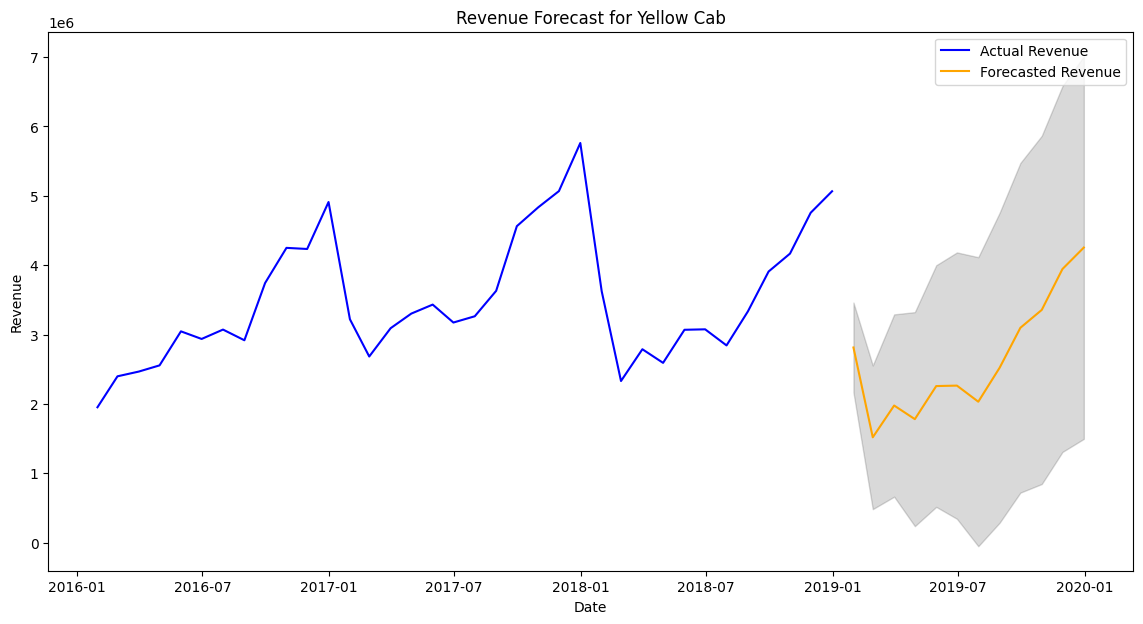 Revenue Forecast for Yellow Cab
1e6
Actual Revenue
Forecasted Revenue
7
6
5
4
3
2
1
0
Revenue
2016-01 2016-07 2017-01 2017-07 2018-01 2018-07 2019-01 2019-07 2020-01
Date